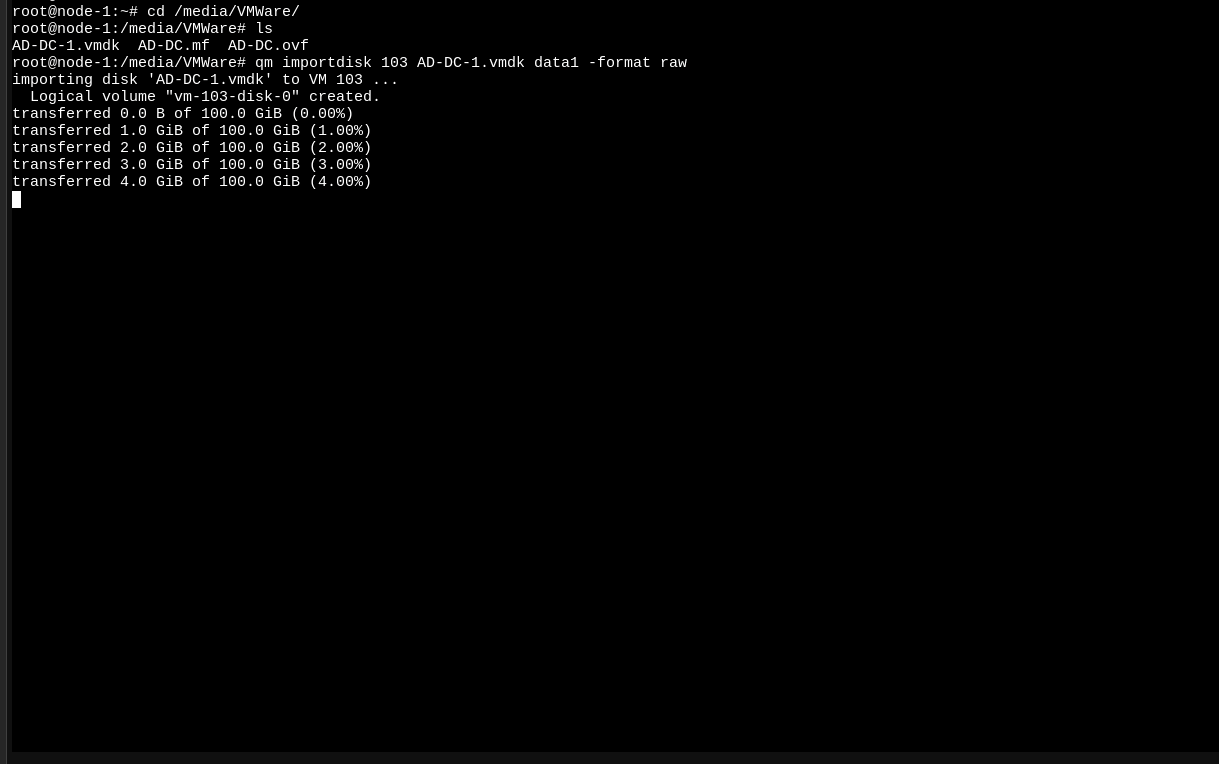 root@node-1:~# cd /media/VMWare/
root@node-1:/media/VMWare# ls
AD-DC-1.vmdk  AD-DC.mf  AD-DC.ovf
root@node-1:/media/VMWare# qm importdisk 103 AD-DC-1.vmdk data1 -format raw
importing disk 'AD-DC-1.vmdk' to VM 103 ...
  Logical volume "vm-103-disk-0" created.
transferred 0.0 B of 100.0 GiB (0.00%)
transferred 1.0 GiB of 100.0 GiB (1.00%)
transferred 2.0 GiB of 100.0 GiB (2.00%)
transferred 3.0 GiB of 100.0 GiB (3.00%)
transferred 4.0 GiB of 100.0 GiB (4.00%)